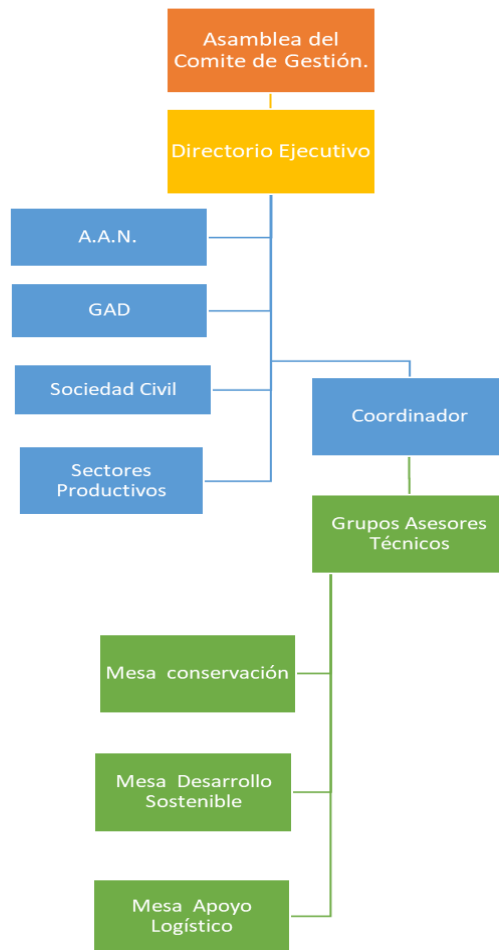 Asamblea del
Comite de Gestión.
Directorio Ejecutivo
A.A.N.
GAD
Sociedad Civil
Sectores
Productivos
Coordinador
Grupos Asesores
Técnicos
Mesa conservación
Mesa Desarrollo
Sostenible
Mesa Apoyo
Logístico